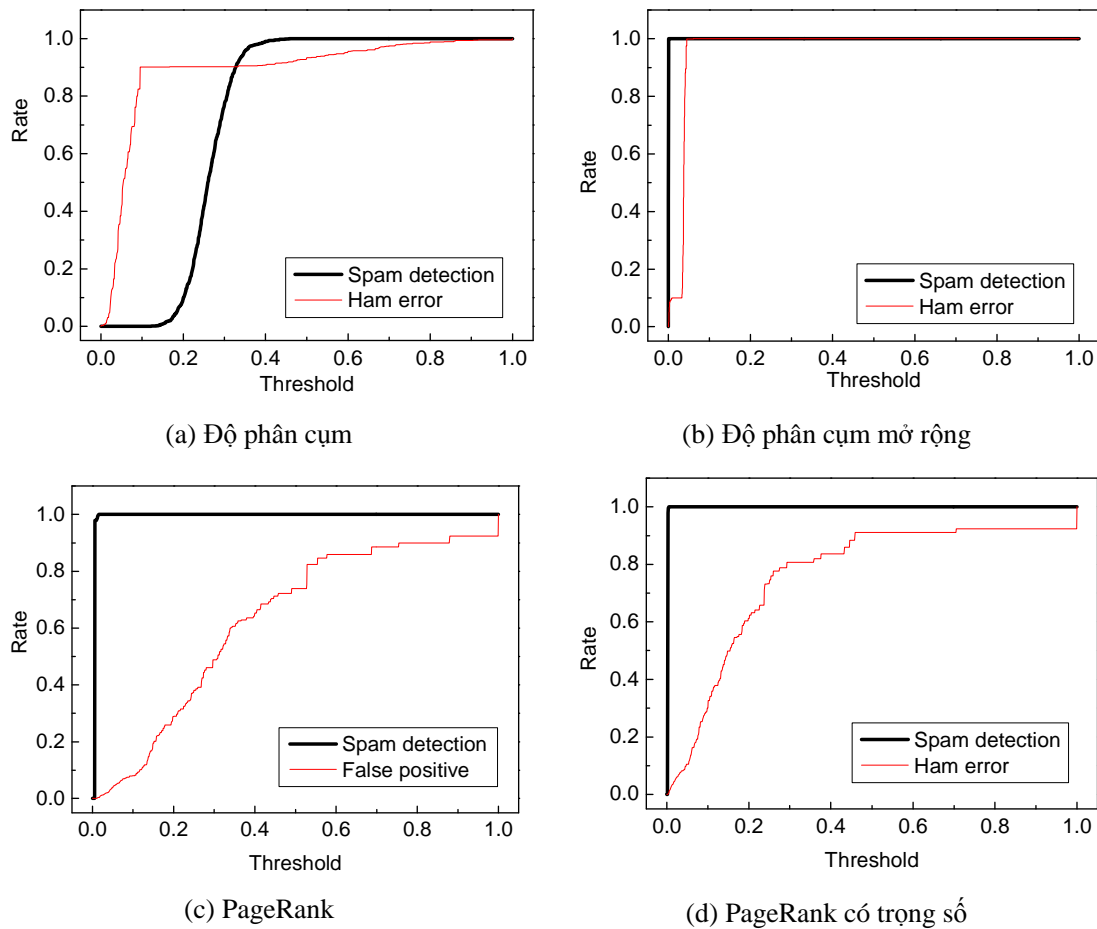 1.0
0.8
0.6
0.4
0.2
0.0
Rate
Spam detection
Ham error
0.0 0.2 0.4 0.6 0.8 1.0
Threshold
(a) Độ phân cụm
1.0
0.8
0.6
0.4
0.2
0.0
Rate
Spam detection
Ham error
0.0 0.2 0.4 0.6 0.8 1.0
Threshold
(b) Độ phân cụm mở rộng
1.0
0.8
0.6
0.4
0.2
0.0
Rate
Spam detection
False positive
0.0 0.2 0.4 0.6 0.8 1.0
Threshold
(c) PageRank
1.0
0.8
0.6
0.4
0.2
0.0
Rate
Spam detection
Ham error
0.0 0.2 0.4 0.6 0.8 1.0
Threshold
(d) PageRank có trọng số